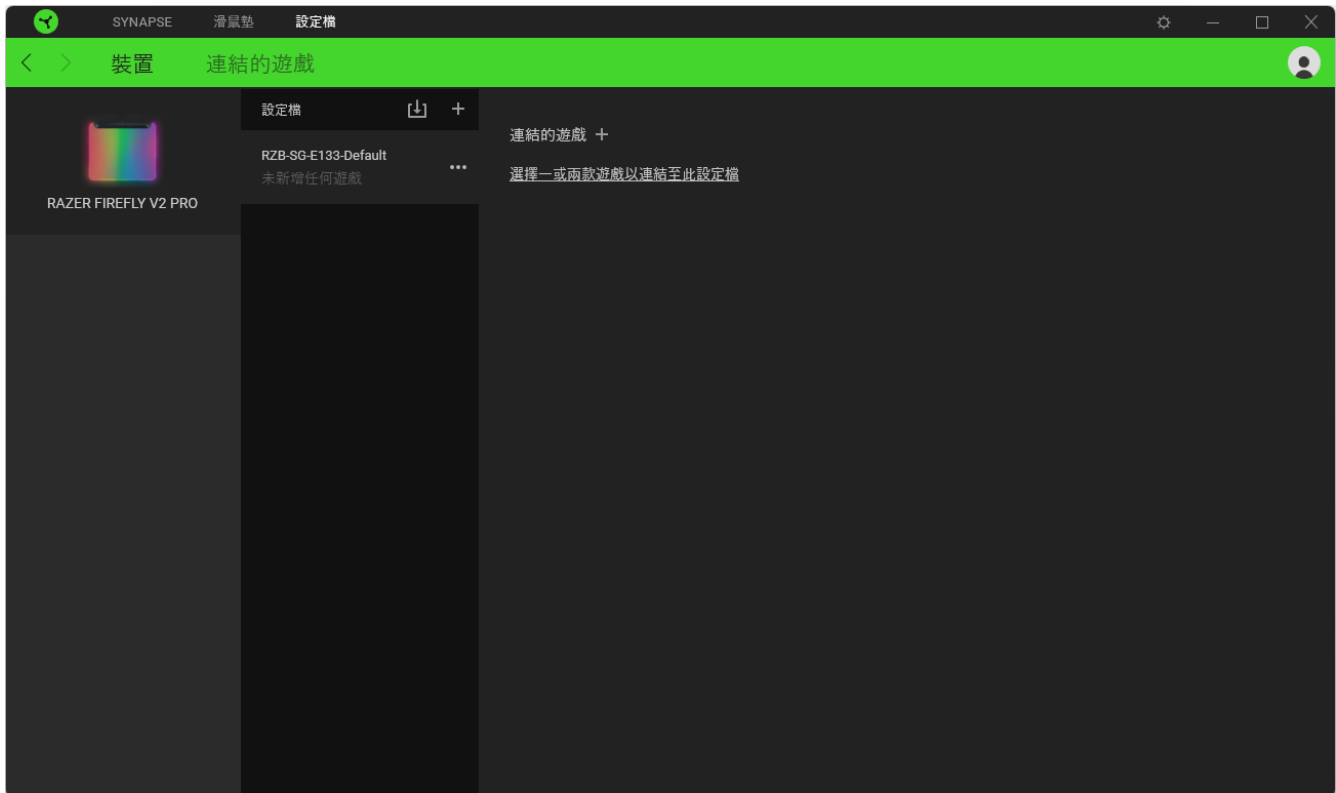 SYNAPSE 滑鼠墊 設定檔
裝置 連結的遊戲
RAZER FIREFLY V2 PRO
設定檔
RZB-SG-E133-Default
未新增任何遊戲
連結的遊戲
選擇一或兩款遊戲以連結至此設定檔